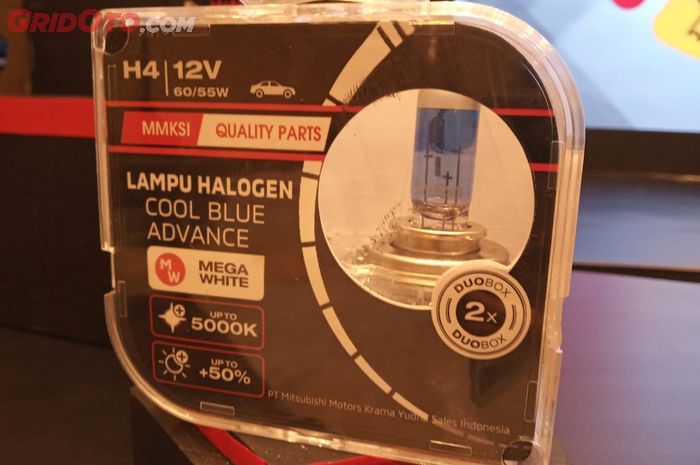 GRIDOTO.COM
H4 12V
60/55W
MMKSI QUALITY PARTS
LAMPU HALOGEN
COOL BLUE
ADVANCE
MW MEGA
WHITE
UP TO
5000K
UP TO
+50%
DUOBOX
2x
DUOBOX
PT Mitsubishi Motors Krama Yudha Sales Indonesia